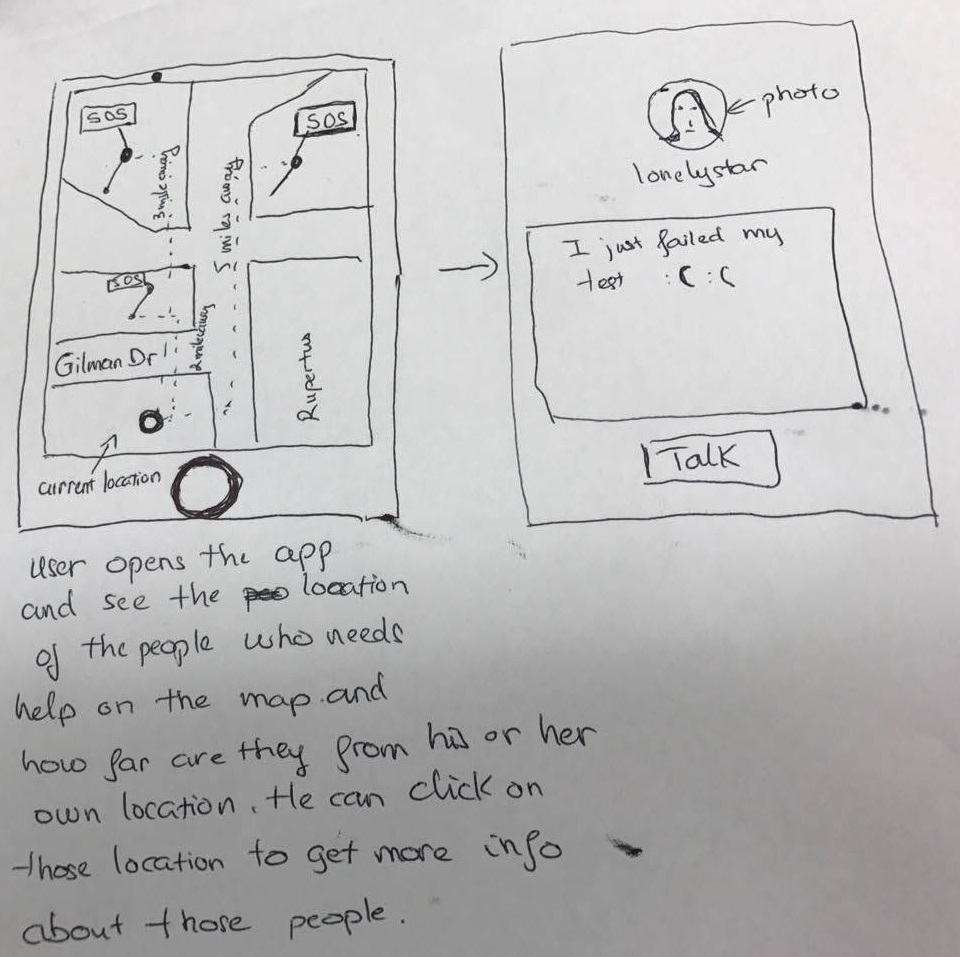 SOS
SOS
3 mile away
5 miles away
SOS
2 mile away
Gilman Dr
Rupertus
current location
photo
lonelystar
I just failed my
test :( :(
Talk
user opens the app
and see the location
of the people who needs
help on the map.and
how far are they from his or her
own location. He can click on
those location to get more info
about those people.